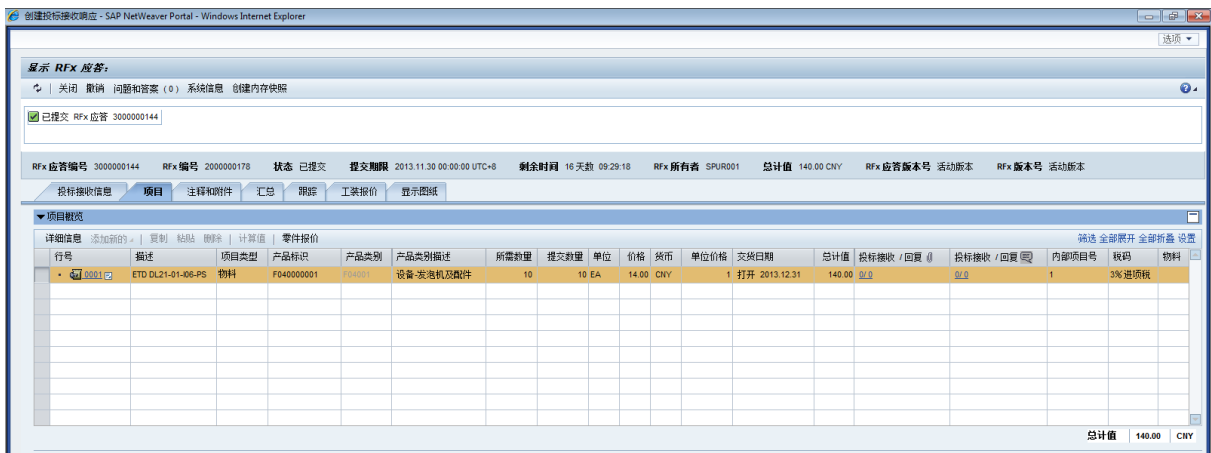 创建投标接收响应 - SAP NetWeaver Portal - Windows Internet Explorer
选项
显示 RFx 应答:
关闭 撤销 问题和答案 (0) 系统信息 创建内存快照
已提交 RFx 应答 3000000144
RFx 应答编号 3000000144 RFx 编号 2000000178 状态 已提交 提交期限 2013.11.30 00:00:00 UTC+8 剩余时间 16 天数 09:29:18 RFx 所有者 SPUR001 总计值 140.00 CNY RFx 应答版本号 活动版本 RFx 版本号 活动版本
投标接收信息 项目 注释和附件 汇总 跟踪 工装报价 显示图纸
项目概览
详细信息 添加新的 复制 粘贴 删除 计算值 零件报价 筛选 全部展开 全部折叠 设置
行号 描述 项目类型 产品标识 产品类别 产品类别描述 所需数量 提交数量 单位 价格 货币 单位价格 交货日期 总计值 投标接收 / 回复 投标接收 / 回复 内部项目号 税码 物料
0001 ETD DL21-01-I06-PS 物料 F040000001 F04001 设备-发泡机及配件 10 10 EA 14.00 CNY 1 打开 2013.12.31 140.00 0/ 0 0/ 0 1 3% 进项税
总计值 140.00 CNY